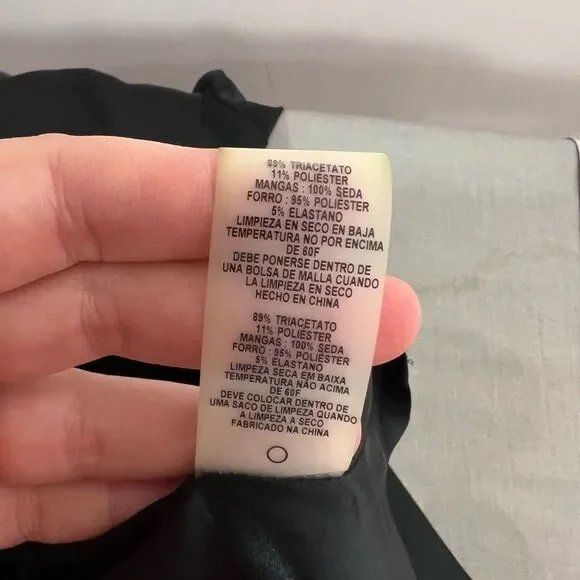 89% TRIACETATO
11% POLIÉSTER
MANGAS : 100% SEDA
FORRO : 95% POLIÉSTER
5% ELASTANO
LIMPIEZA EN SECO EN BAJA
TEMPERATURA NO POR ENCIMA
DE 60F
DEBE PONERSE DENTRO DE
UNA BOLSA DE MALLA CUANDO
LA LIMPIEZA EN SECO
HECHO EN CHINA
89% TRIACETATO
11% POLIÉSTER
MANGAS: 100% SEDA
FORRO : 95% POLIÉSTER
5% ELASTANO
LIMPEZA SECA EM BAIXA
TEMPERATURA NÃO ACIMA
DE 60F
DEVE COLOCAR DENTRO DE
UMA SACO DE LIMPEZA QUANDO
A LIMPEZA A SECO
FABRICADO NA CHINA